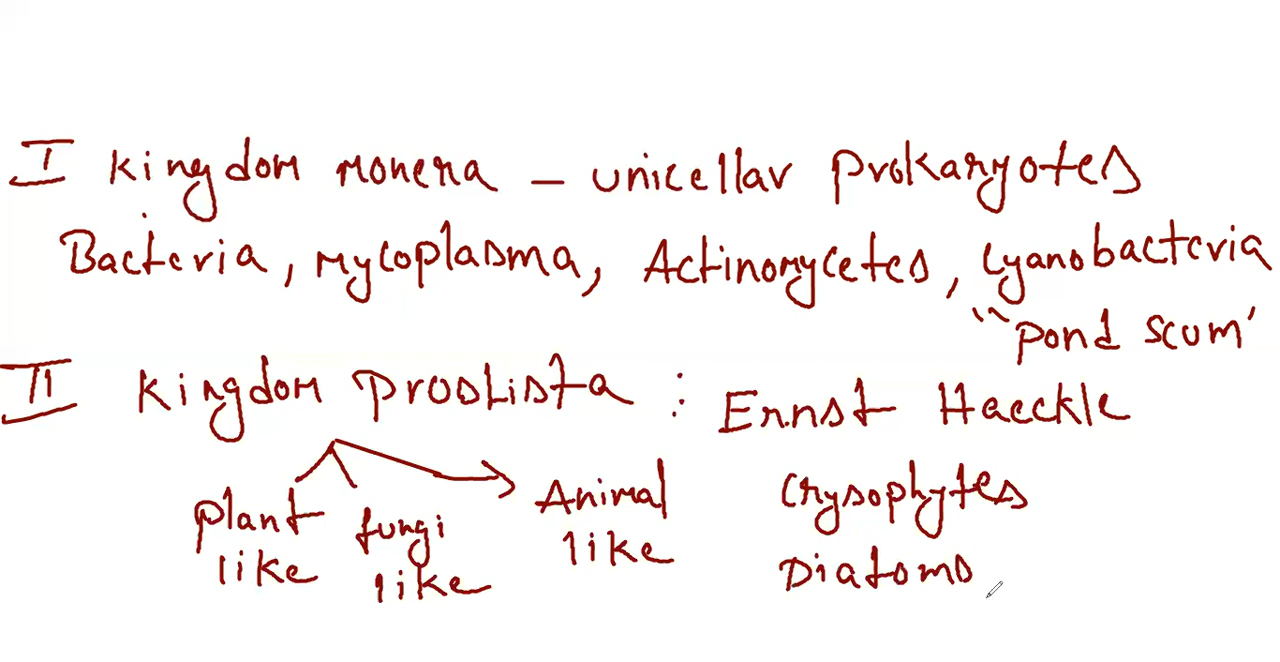 I Kingdom monera - unicellar prokaryotes
Bacteria, Mycoplasma, Actinomycetes, Cyanobacteria
"pond scum'
II Kingdom Proslista : Ernst Haeckle
plant like
fungi like
Animal like
Crysophytes
Diatoms